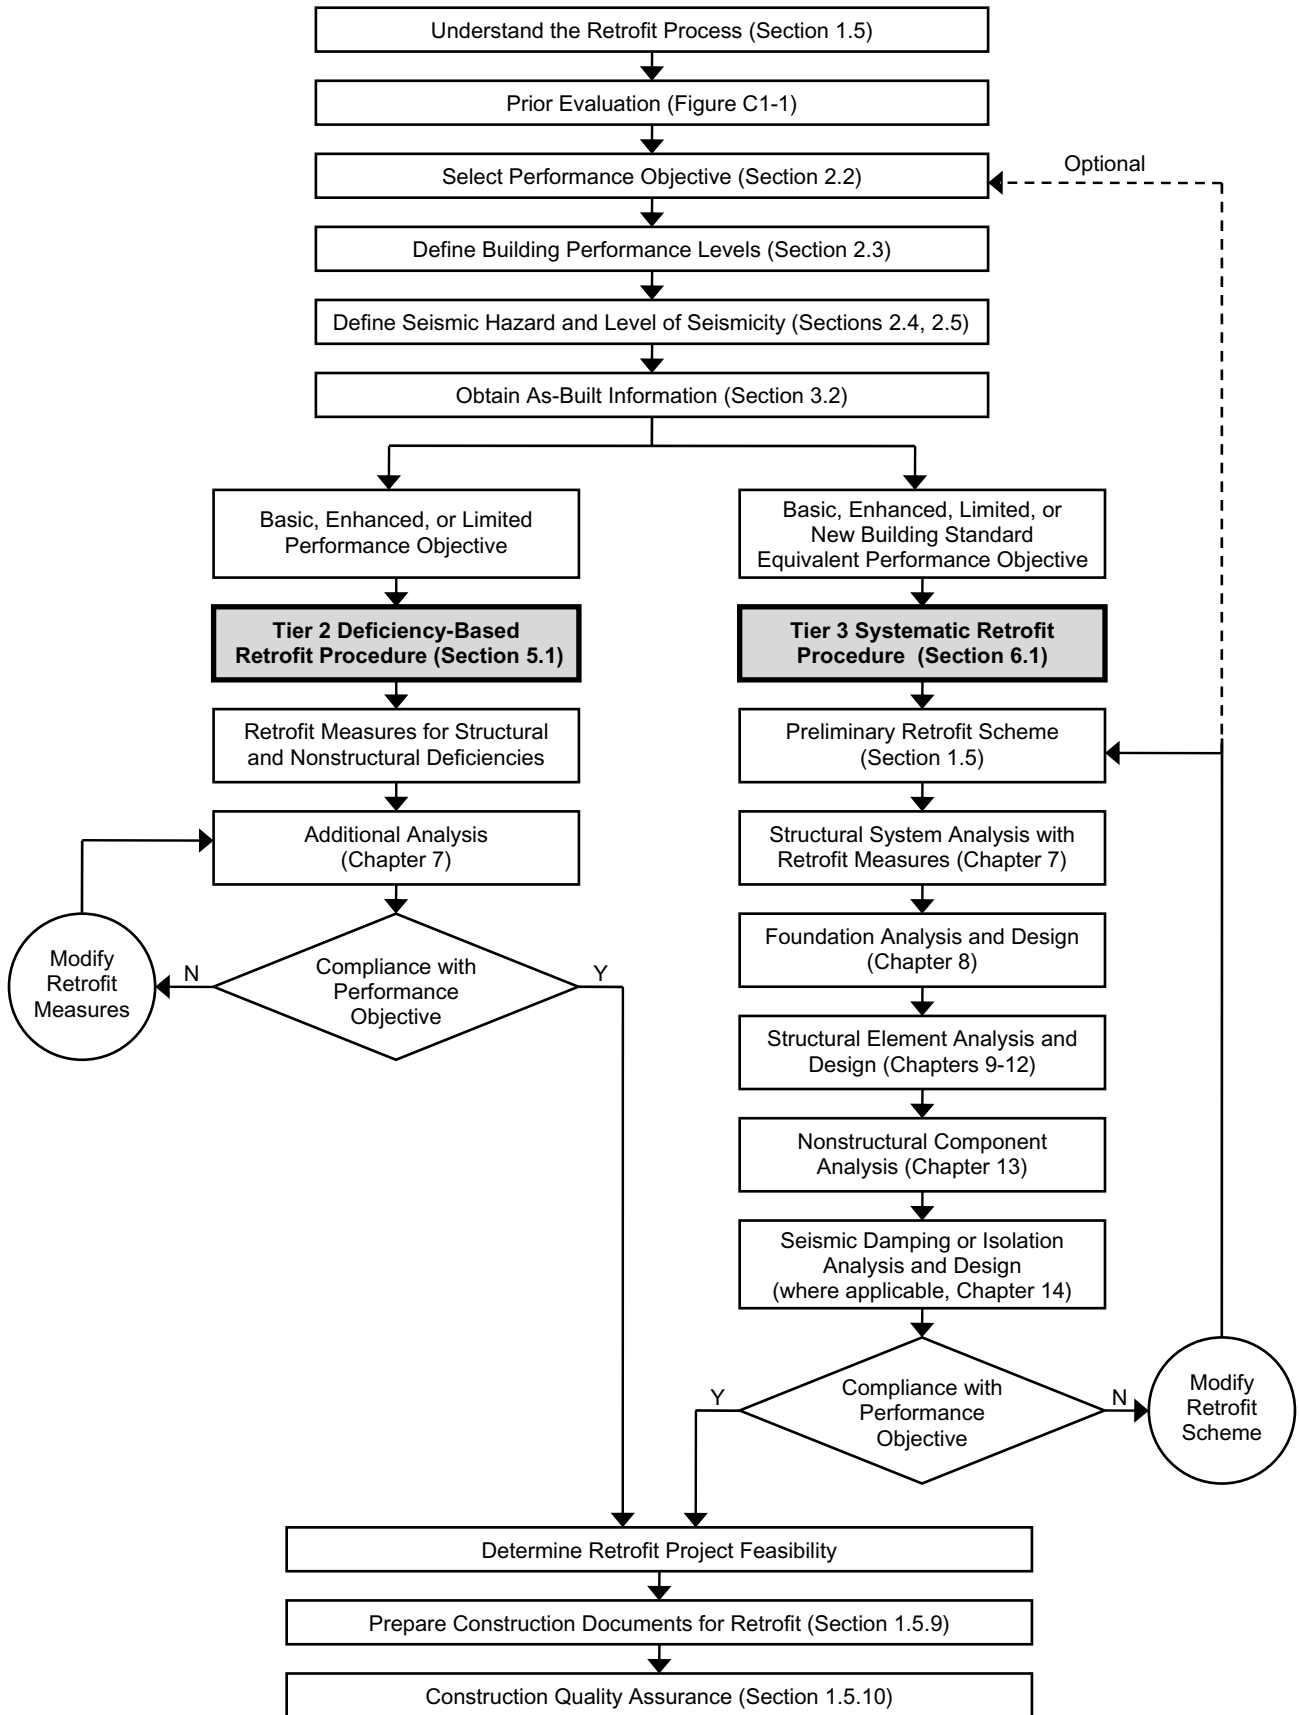 Understand the Retrofit Process (Section 1.5)
Prior Evaluation (Figure C1-1)
Select Performance Objective (Section 2.2)
Optional
Define Building Performance Levels (Section 2.3)
Define Seismic Hazard and Level of Seismicity (Sections 2.4, 2.5)
Obtain As-Built Information (Section 3.2)
Basic, Enhanced, or Limited
Performance Objective
Tier 2 Deficiency-Based
Retrofit Procedure (Section 5.1)
Retrofit Measures for Structural
and Nonstructural Deficiencies
Additional Analysis
(Chapter 7)
Compliance with
Performance
Objective
N
Y
Modify
Retrofit
Measures
Basic, Enhanced, Limited, or
New Building Standard
Equivalent Performance Objective
Tier 3 Systematic Retrofit
Procedure (Section 6.1)
Preliminary Retrofit Scheme
(Section 1.5)
Structural System Analysis with
Retrofit Measures (Chapter 7)
Foundation Analysis and Design
(Chapter 8)
Structural Element Analysis and
Design (Chapters 9-12)
Nonstructural Component
Analysis (Chapter 13)
Seismic Damping or Isolation
Analysis and Design
(where applicable, Chapter 14)
Compliance with
Performance
Objective
Y
N
Modify
Retrofit
Scheme
Determine Retrofit Project Feasibility
Prepare Construction Documents for Retrofit (Section 1.5.9)
Construction Quality Assurance (Section 1.5.10)